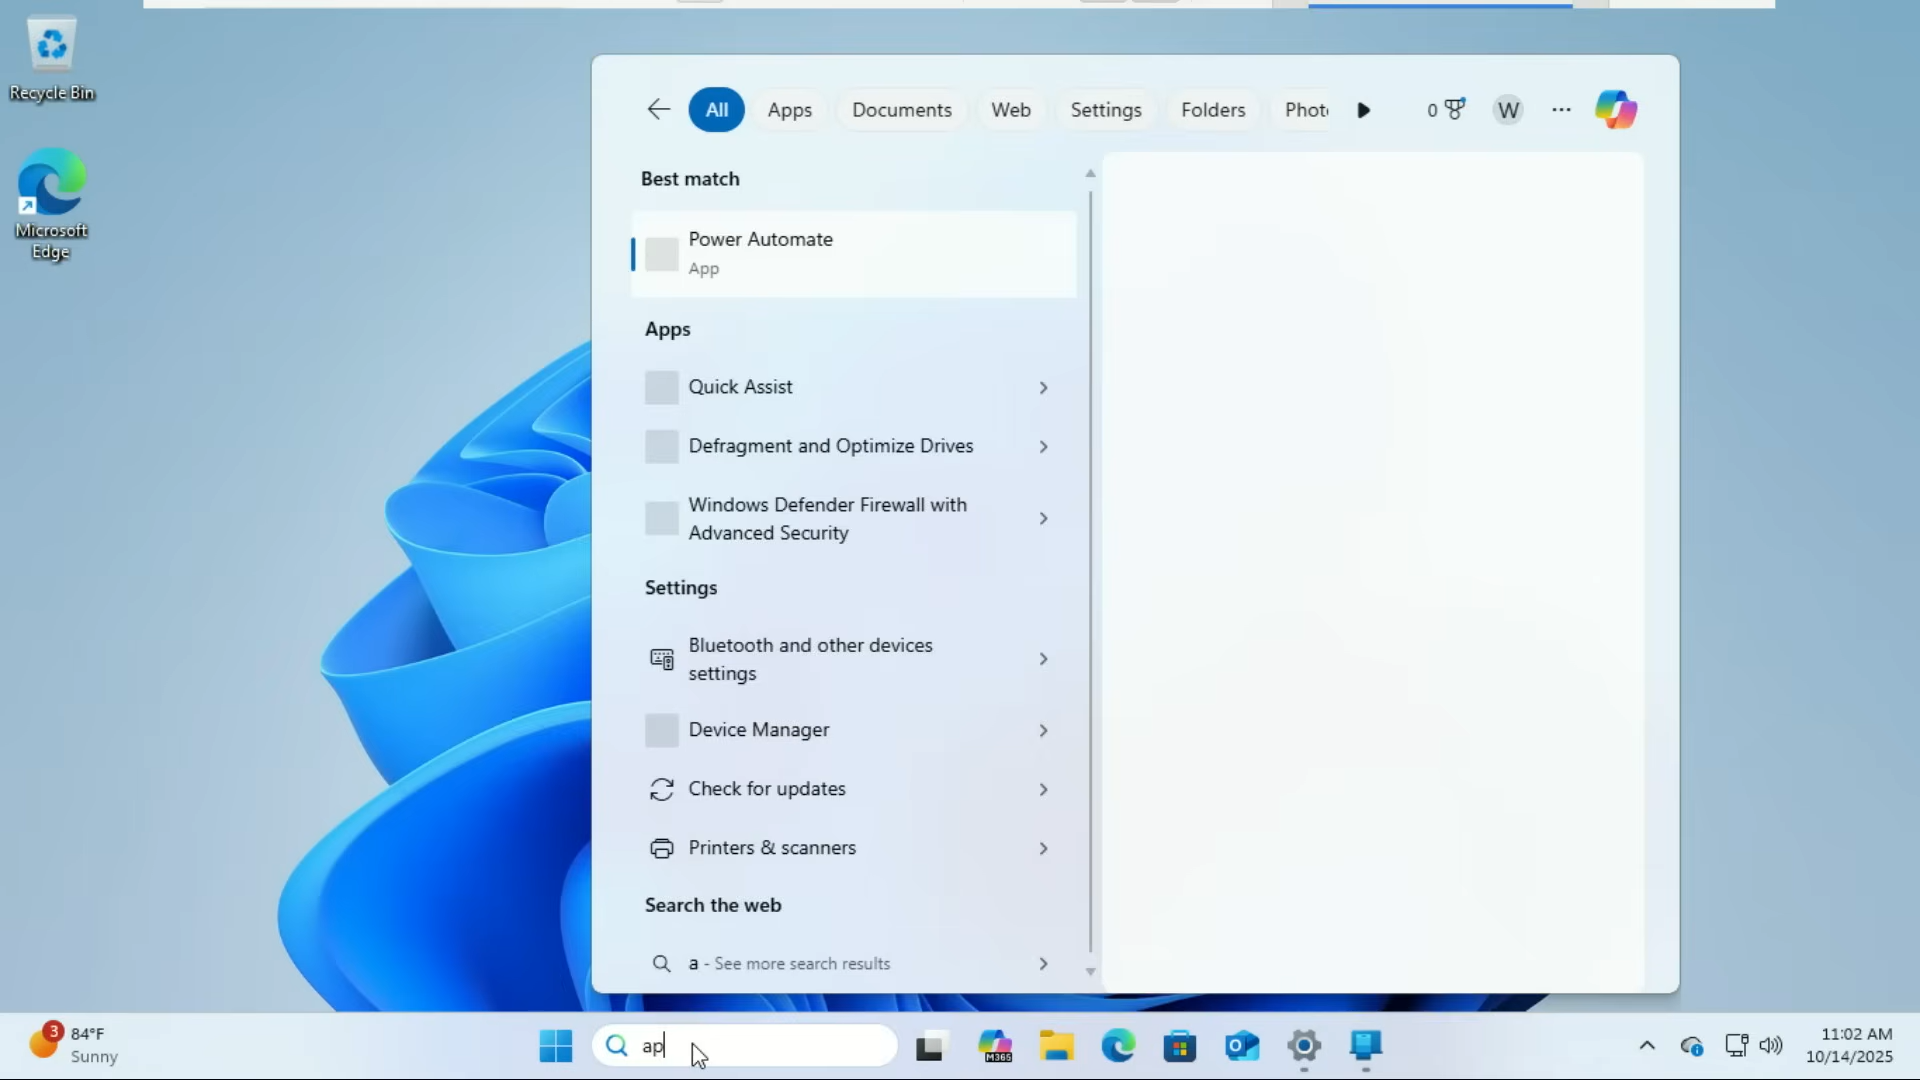 Recycle Bin
Microsoft
Edge
All
Apps
Documents
Web
Settings
Folders
Phot
0
W
Best match
Power Automate
App
Apps
Quick Assist
Defragment and Optimize Drives
Windows Defender Firewall with
Advanced Security
Settings
Bluetooth and other devices
settings
Device Manager
Check for updates
Printers & scanners
Search the web
a - See more search results
3
84°F
Sunny
ap
M365
11:02 AM
10/14/2025